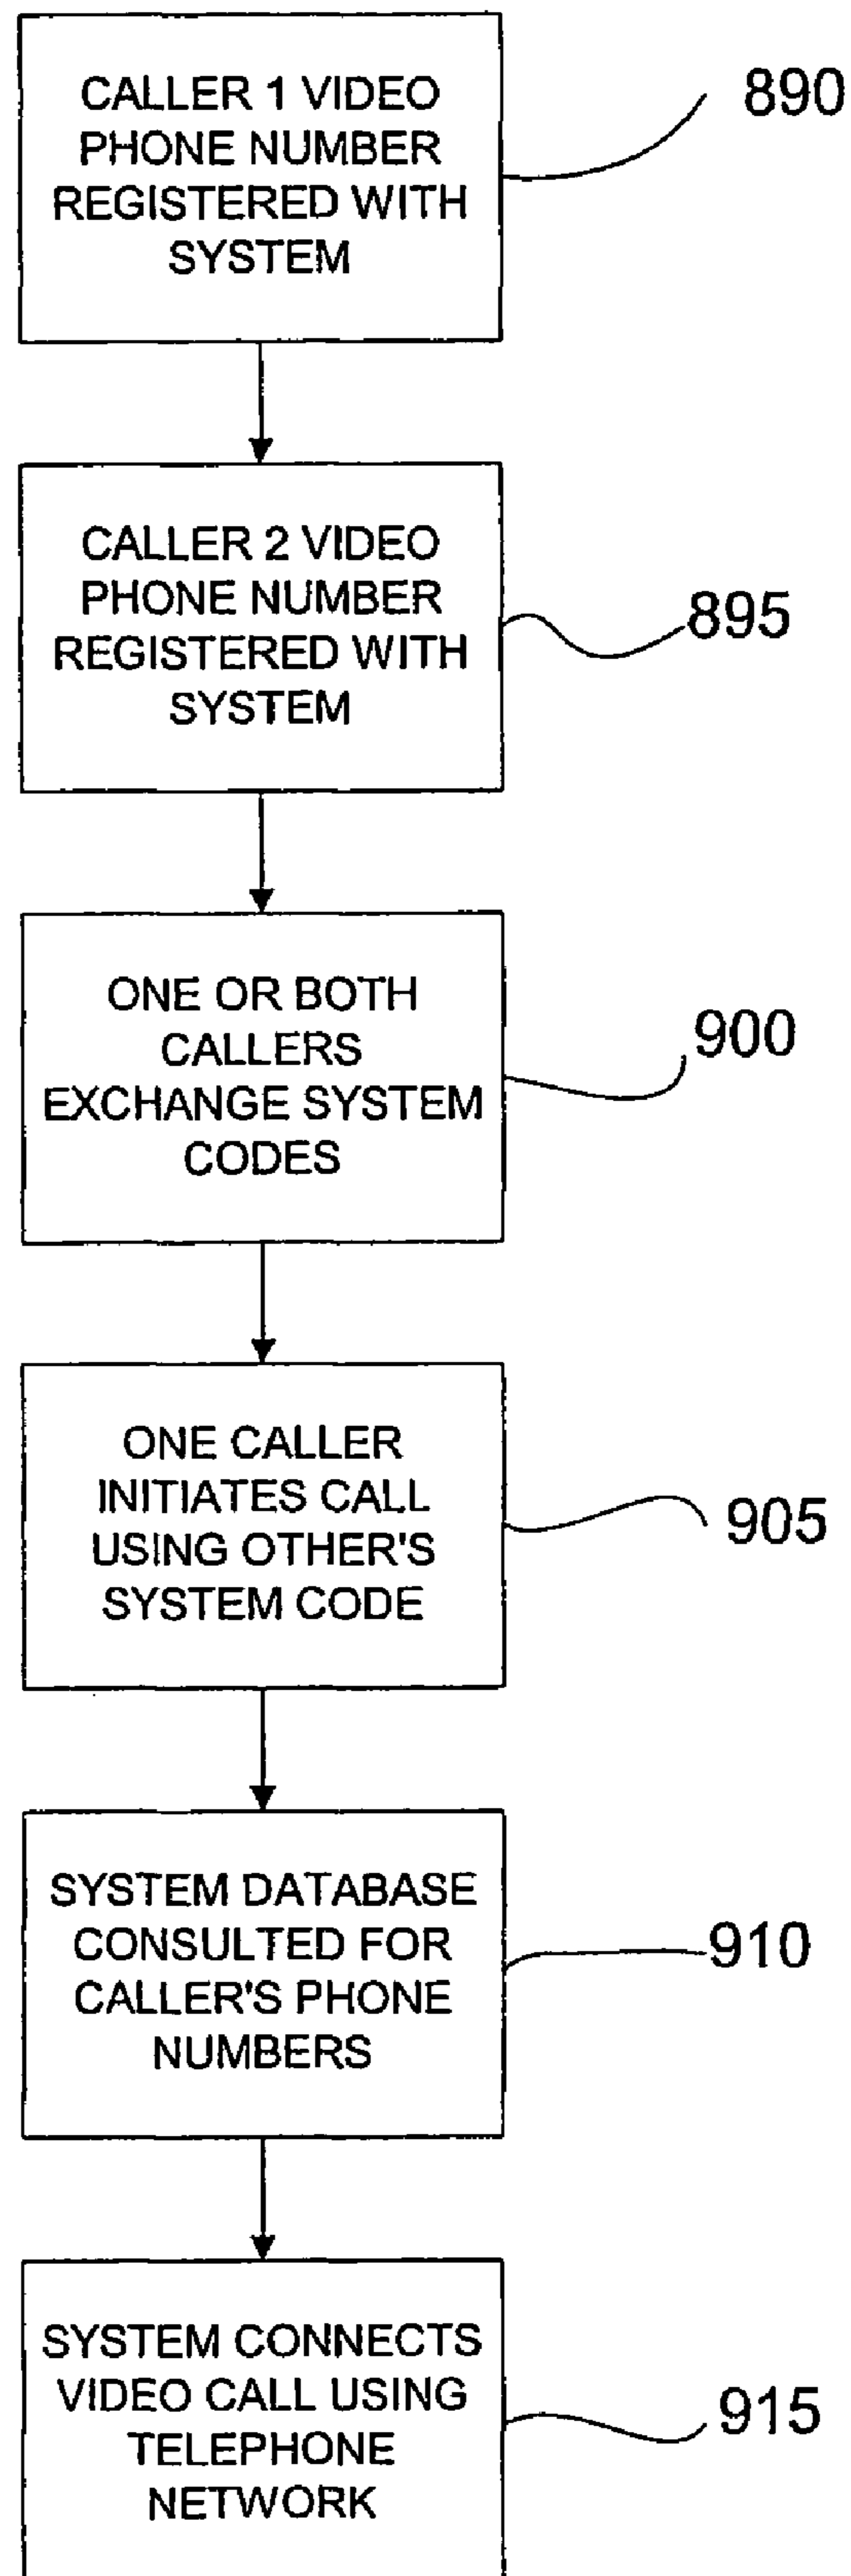 CALLER 1 VIDEO
PHONE NUMBER
REGISTERED WITH
SYSTEM
890
CALLER 2 VIDEO
PHONE NUMBER
REGISTERED WITH
SYSTEM
895
ONE OR BOTH
CALLERS
EXCHANGE SYSTEM
CODES
900
ONE CALLER
INITIATES CALL
USING OTHER'S
SYSTEM CODE
905
SYSTEM DATABASE
CONSULTED FOR
CALLER'S PHONE
NUMBERS
910
SYSTEM CONNECTS
VIDEO CALL USING
TELEPHONE
NETWORK
915